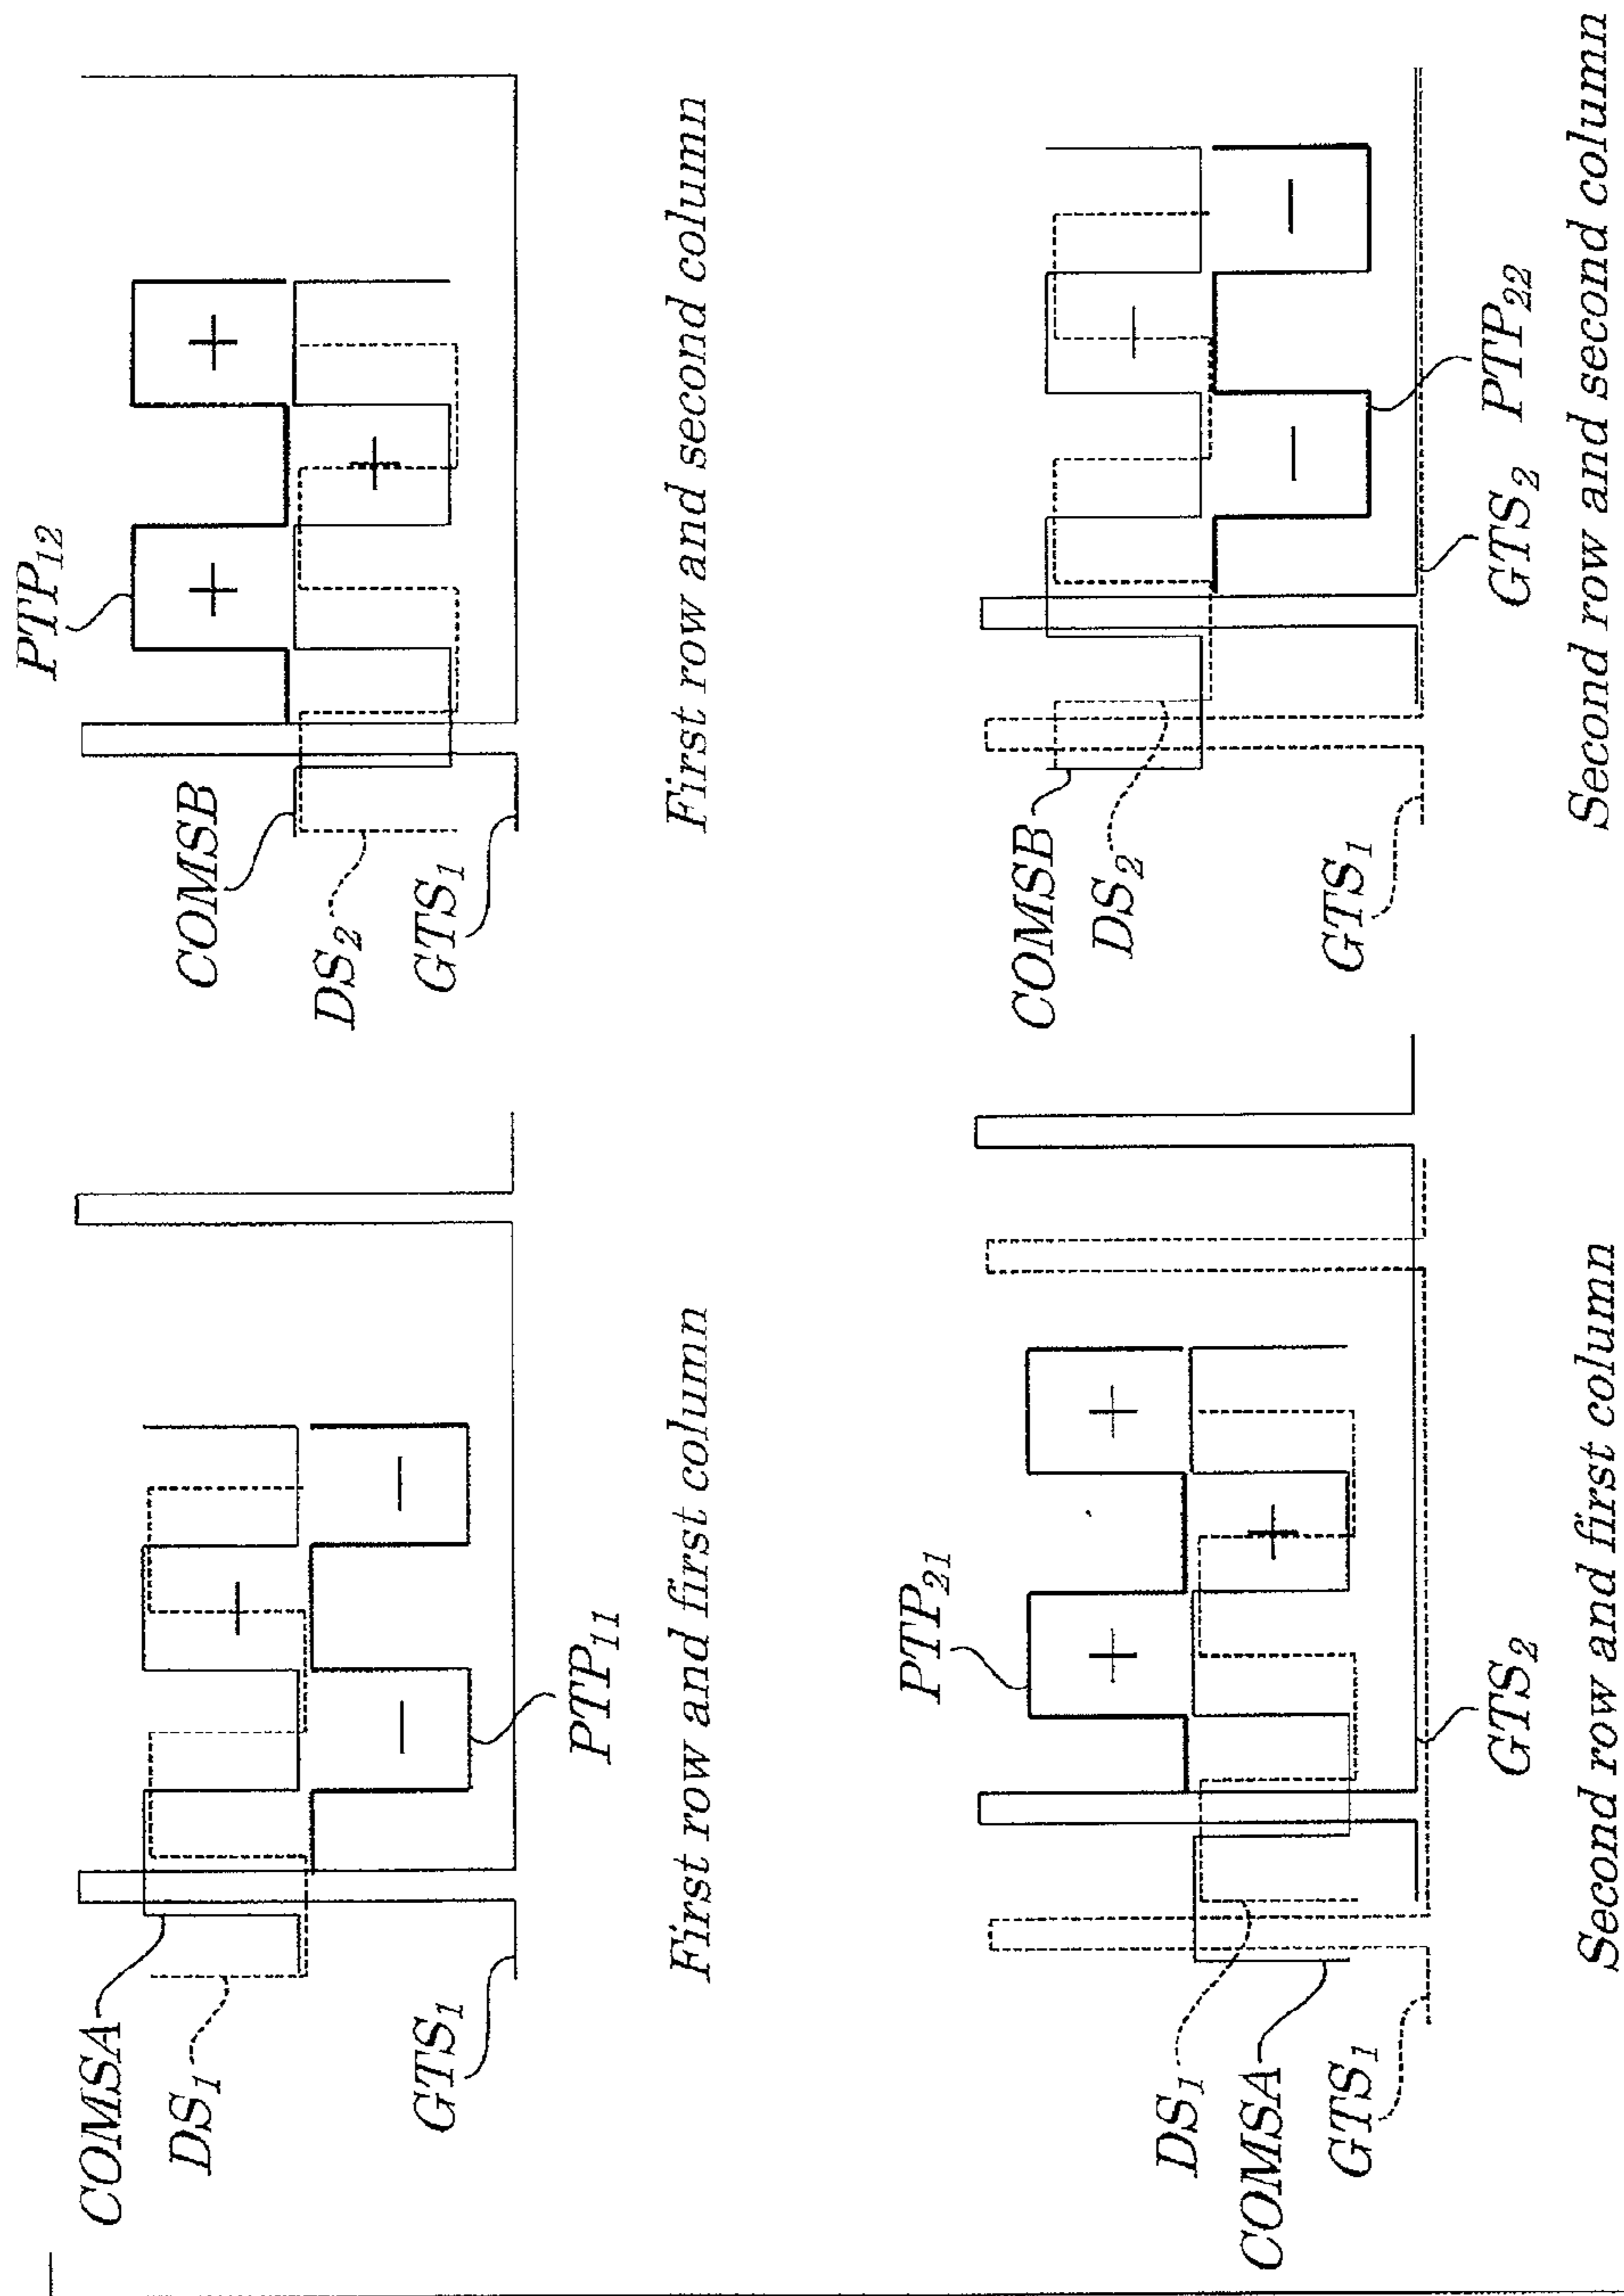 COMSA
DS₁
GTS₁
PTP₁₁
First row and first column
PTP₁₂
COMSB
DS₂
GTS₁
First row and second column
PTP₂₁
DS₁
COMSA
GTS₁
GTS₂
Second row and first column
COMSB
DS₂
GTS₁
GTS₂
PTP₂₂
Second row and second column